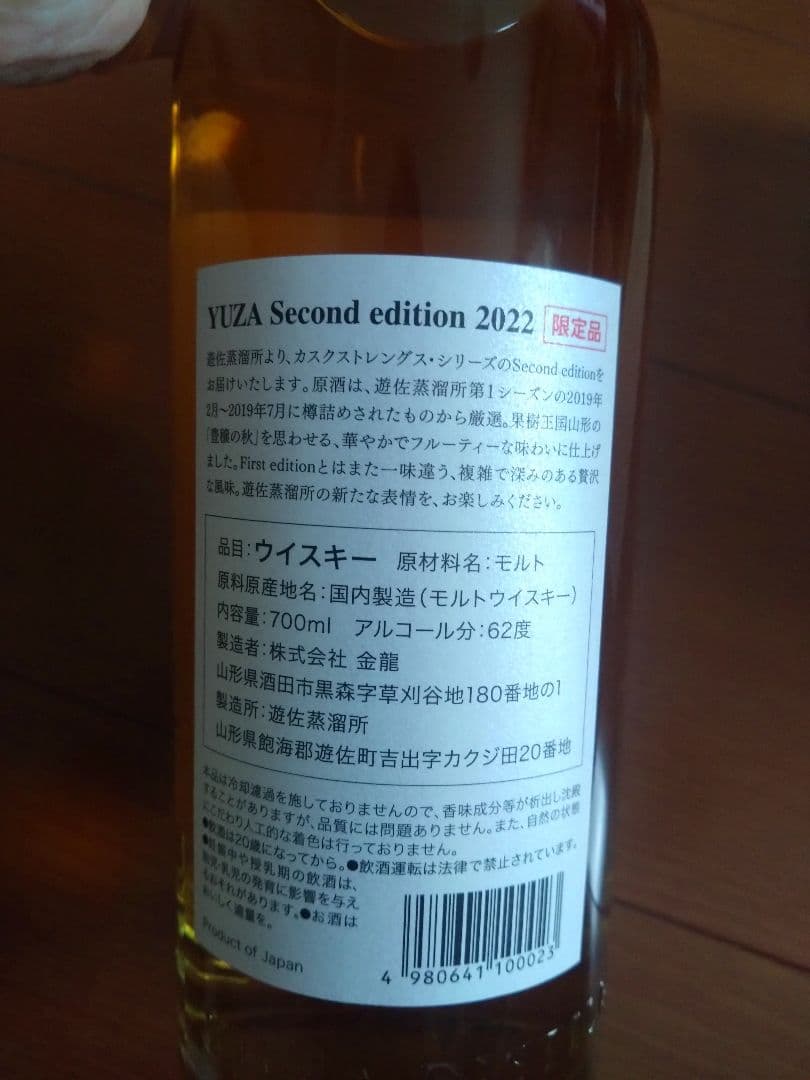 YUZA Second edition 2022 限定品
遊佐蒸溜所より、カスクストレングス・シリーズのSecond editionを
お届けいたします。原酒は、遊佐蒸溜所第1シーズンの2019年
2月〜2019年7月に樽詰めされたものから厳選。果樹王国山形の
「豊穣の秋」を思わせる、華やかでフルーティーな味わいに仕上げ
ました。First editionとはまた一味違う、複雑で深みのある贅沢
な風味。遊佐蒸溜所の新たな表情を、お楽しみください。
品目:ウイスキー 原材料名:モルト
原料原産地名:国内製造(モルトウイスキー)
内容量:700ml アルコール分:62度
製造者:株式会社 金龍
山形県酒田市黒森字草刈谷地180番地の1
製造所:遊佐蒸溜所
山形県飽海郡遊佐町吉出字カクジ田20番地
本品は冷却濾過を施しておりませんので、香味成分等が析出し沈殿
することがありますが、品質には問題ありません。また、自然の状態
にこだわり人工的な着色は行っておりません。
●飲酒は20歳になってから。●飲酒運転は法律で禁止されています。
●妊娠中や授乳期の飲酒は、
胎児・乳児の発育に影響を与え
るおそれがあります。●お酒は
おいしく適量を。
Product of Japan
4 980641 100023